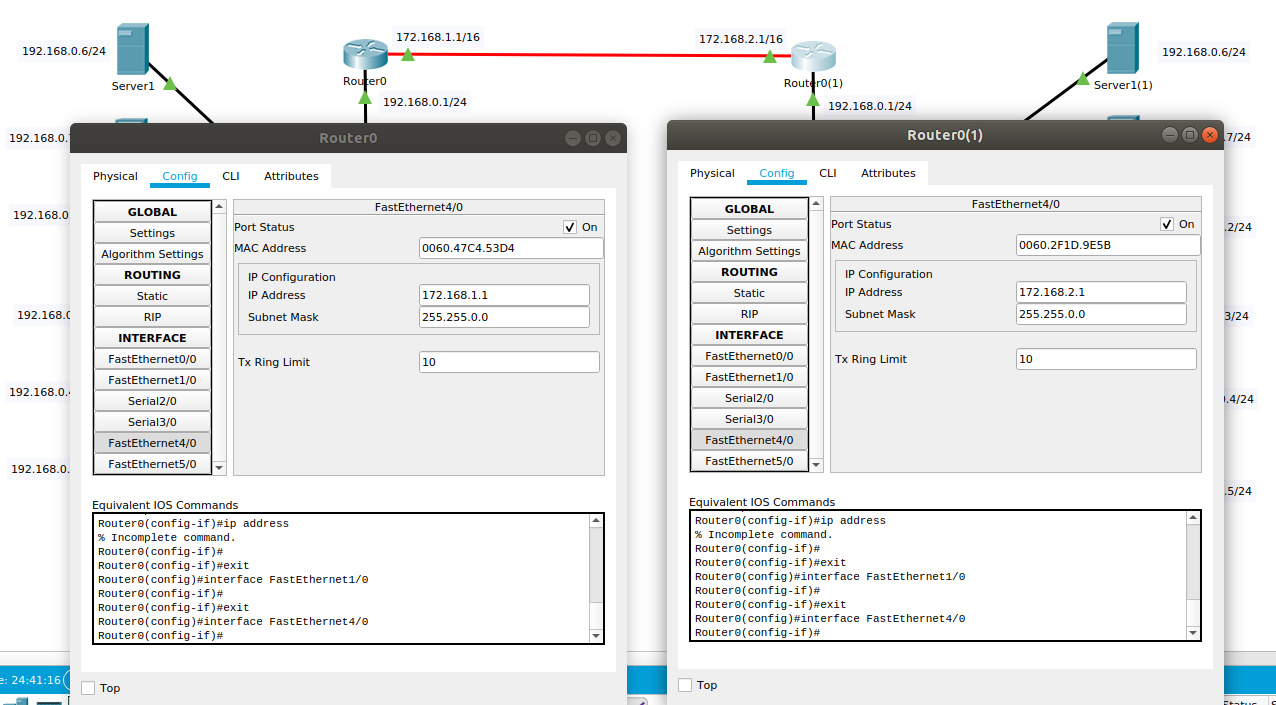 172.168.1.1/16
172.168.2.1/16
192.168.0.6/24
192.168.0.6/24
Server1
Router0
Router0(1)
Server1(1)
192.168.0.1/24
192.168.0.1/24
192.168.0.
.7/24
192.168.0.
.2/24
192.168.0
3/24
192.168.0.4
.4/24
192.168.0.
.5/24
Router0
Physical Config CLI Attributes
GLOBAL
Settings
Algorithm Settings
ROUTING
Static
RIP
INTERFACE
FastEthernet0/0
FastEthernet1/0
Serial2/0
Serial3/0
FastEthernet4/0
FastEthernet5/0
FastEthernet4/0
Port Status On
MAC Address 0060.47C4.53D4
IP Configuration
IP Address 172.168.1.1
Subnet Mask 255.255.0.0
Tx Ring Limit 10
Equivalent IOS Commands
Router0(config-if)#ip address
% Incomplete command.
Router0(config-if)#
Router0(config-if)#exit
Router0(config)#interface FastEthernet1/0
Router0(config-if)#
Router0(config-if)#exit
Router0(config)#interface FastEthernet4/0
Router0(config-if)#
Top
Router0(1)
Physical Config CLI Attributes
GLOBAL
Settings
Algorithm Settings
ROUTING
Static
RIP
INTERFACE
FastEthernet0/0
FastEthernet1/0
Serial2/0
Serial3/0
FastEthernet4/0
FastEthernet5/0
FastEthernet4/0
Port Status On
MAC Address 0060.2F1D.9E5B
IP Configuration
IP Address 172.168.2.1
Subnet Mask 255.255.0.0
Tx Ring Limit 10
Equivalent IOS Commands
Router0(config-if)#ip address
% Incomplete command.
Router0(config-if)#
Router0(config-if)#exit
Router0(config)#interface FastEthernet1/0
Router0(config-if)#
Router0(config-if)#exit
Router0(config)#interface FastEthernet4/0
Router0(config-if)#
Top
e: 24:41:16